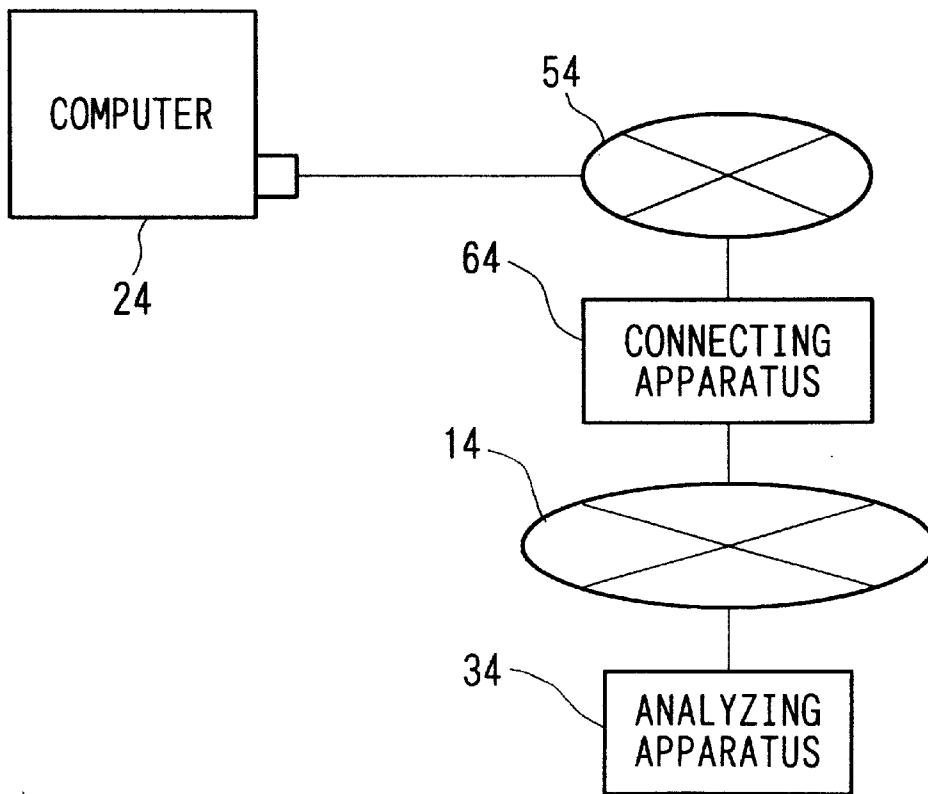 COMPUTER
24
54
64
CONNECTING
APPARATUS
14
34
ANALYZING
APPARATUS